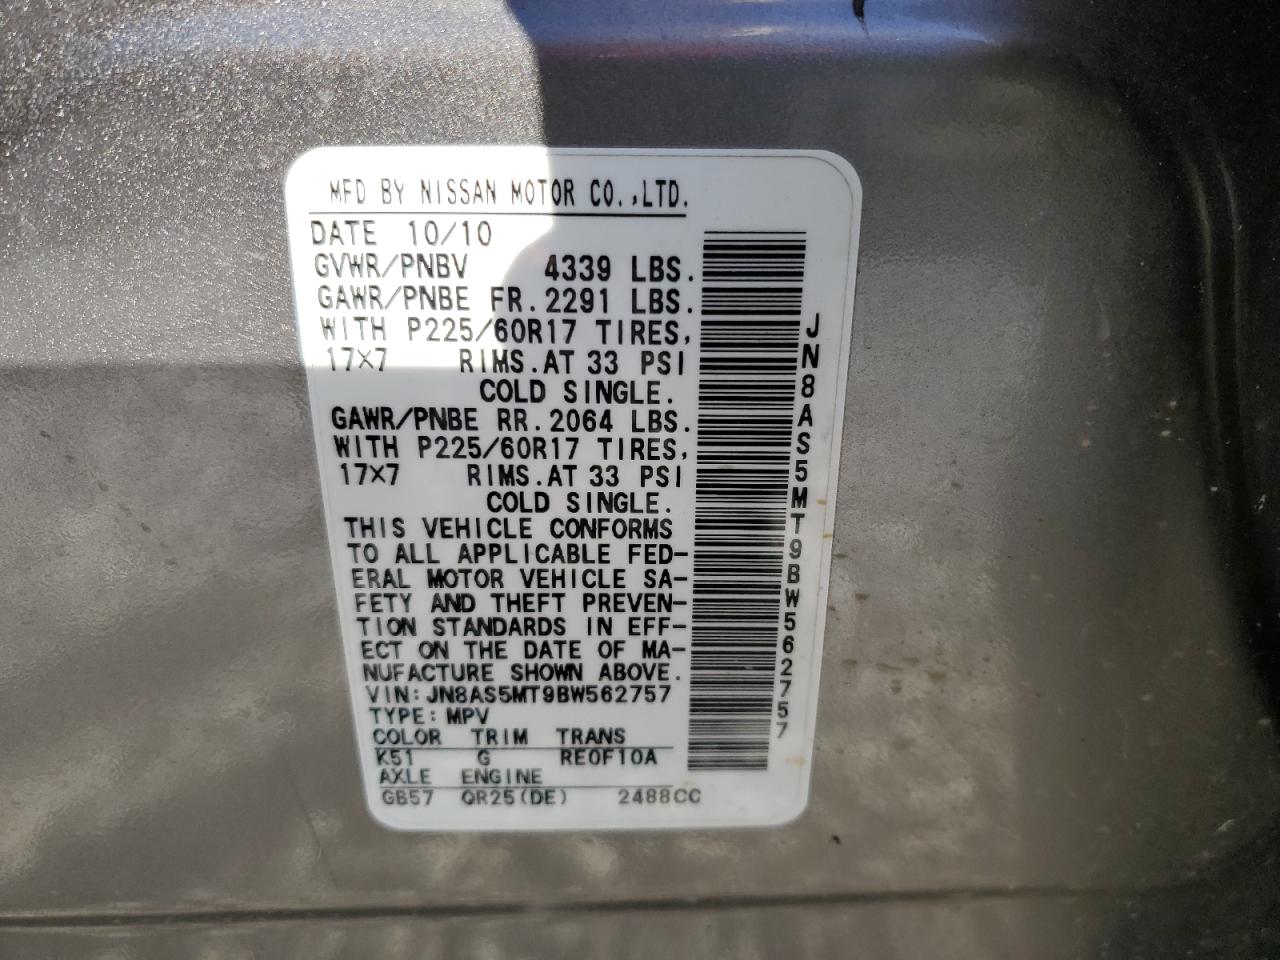 MFD BY NISSAN MOTOR CO.,LTD.
DATE 10/10
GVWR/PNBV 4339 LBS.
GAWR/PNBE FR.2291 LBS.
WITH P225/60R17 TIRES,
17×7 RIMS.AT 33 PSI
COLD SINGLE.
GAWR/PNBE RR.2064 LBS.
WITH P225/60R17 TIRES,
17×7 RIMS.AT 33 PSI
COLD SINGLE.
THIS VEHICLE CONFORMS
TO ALL APPLICABLE FED-
ERAL MOTOR VEHICLE SA-
FETY AND THEFT PREVEN-
TION STANDARDS IN EFF-
ECT ON THE DATE OF MA-
NUFACTURE SHOWN ABOVE.
VIN:JN8AS5MT9BW562757
TYPE:MPV
COLOR TRIM TRANS
K51 G RE0F10A
AXLE ENGINE
GB57 QR25(DE) 2488CC
JN8AS5MT9BW562757